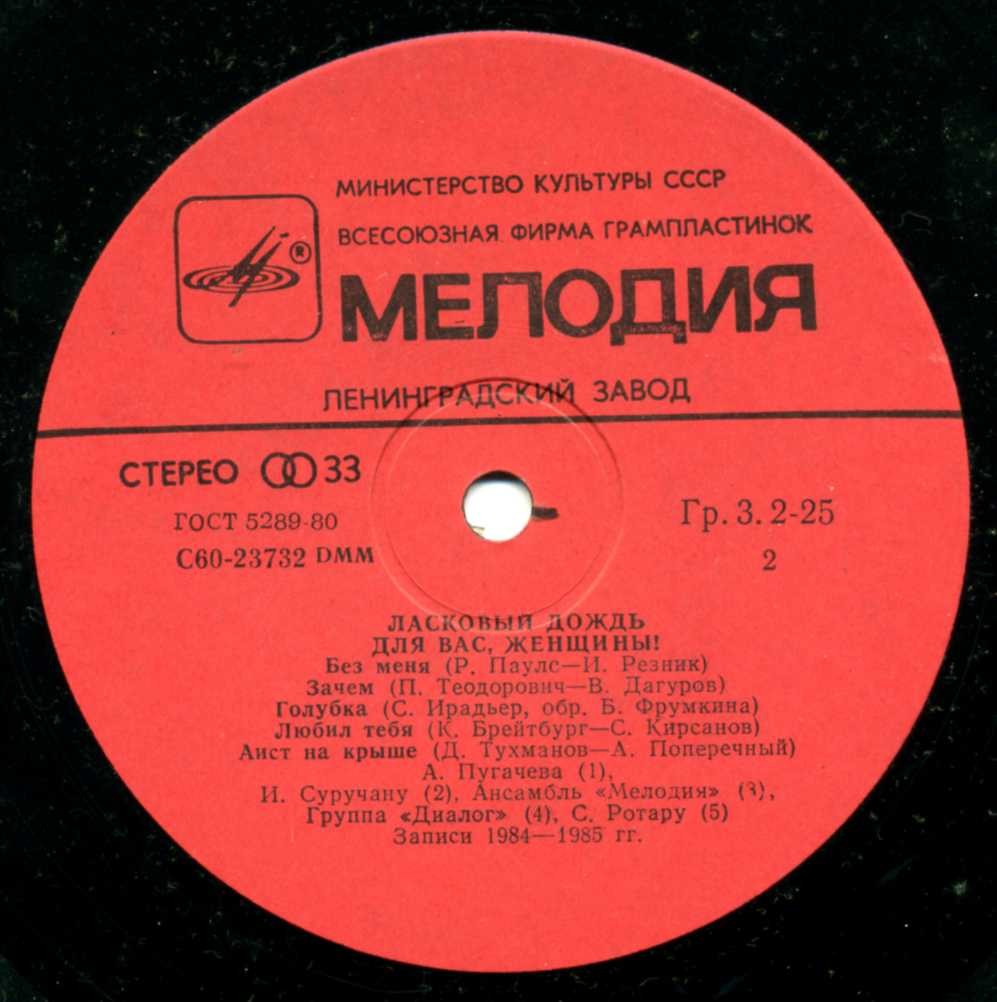 МИНИСТЕРСТВО КУЛЬТУРЫ СССР
ВСЕСОЮЗНАЯ ФИРМА ГРАМПЛАСТИНОК
®
МЕЛОДИЯ
ЛЕНИНГРАДСКИЙ ЗАВОД
СТЕРЕО 33
ГОСТ 5289-80
С60-23732 DMM
Гр. 3. 2-25
2
ЛАСКОВЫЙ ДОЖДЬ
ДЛЯ ВАС, ЖЕНЩИНЫ!
Без меня (Р. Паулс—И. Резник)
Зачем (П. Теодорович—В. Дагуров)
Голубка (С. Ирадьер, обр. Б. Фрумкина)
Любил тебя (К. Брейтбург—С. Кирсанов)
Аист на крыше (Д. Тухманов—А. Поперечный)
А. Пугачева (1),
И. Суручану (2), Ансамбль «Мелодия» (3),
Группа «Диалог» (4), С. Ротару (5)
Записи 1984—1985 гг.